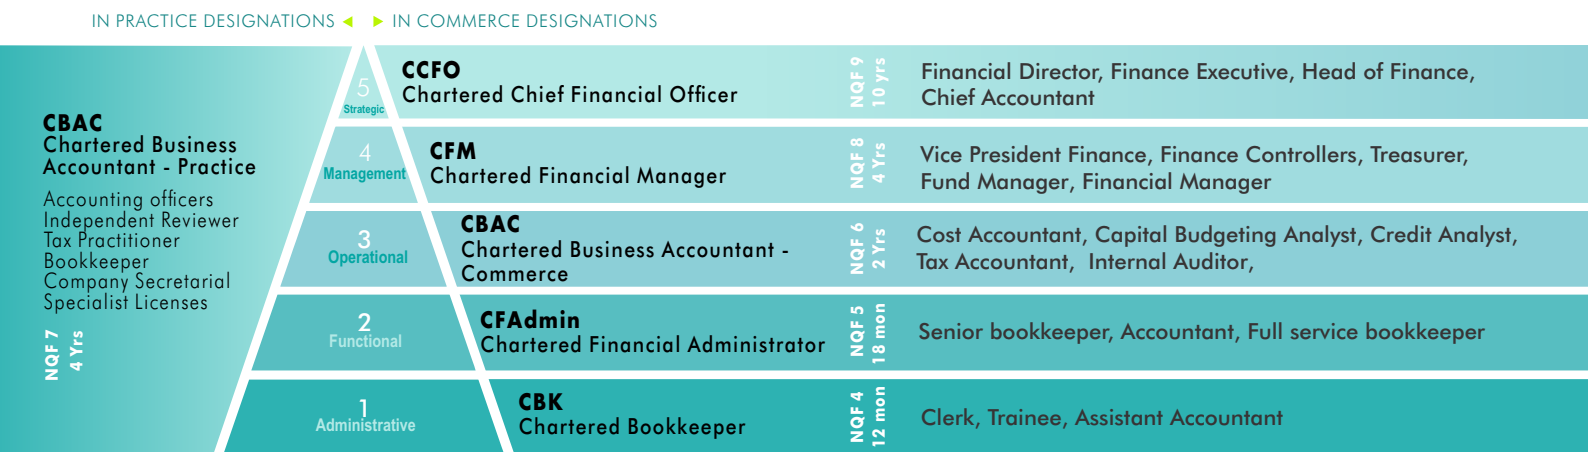 IN PRACTICE DESIGNATIONS
IN COMMERCE DESIGNATIONS
CBAC
Chartered Business
Accountant - Practice
Accounting officers
Independent Reviewer
Tax Practitioner
Bookkeeper
Company Secretarial
Specialist Licenses
NQF 7
4 Yrs
5
Strategic
CCFO
Chartered Chief Financial Officer
NQF 9
10 yrs
Financial Director, Finance Executive, Head of Finance,
Chief Accountant
4
Management
CFM
Chartered Financial Manager
NQF 8
4 Yrs
Vice President Finance, Finance Controllers, Treasurer,
Fund Manager, Financial Manager
3
Operational
CBAC
Chartered Business Accountant -
Commerce
NQF 6
2 Yrs
Cost Accountant, Capital Budgeting Analyst, Credit Analyst,
Tax Accountant, Internal Auditor,
2
Functional
CFAdmin
Chartered Financial Administrator
NQF 5
18 mon
Senior bookkeeper, Accountant, Full service bookkeeper
1
Administrative
CBK
Chartered Bookkeeper
NQF 4
12 mon
Clerk, Trainee, Assistant Accountant